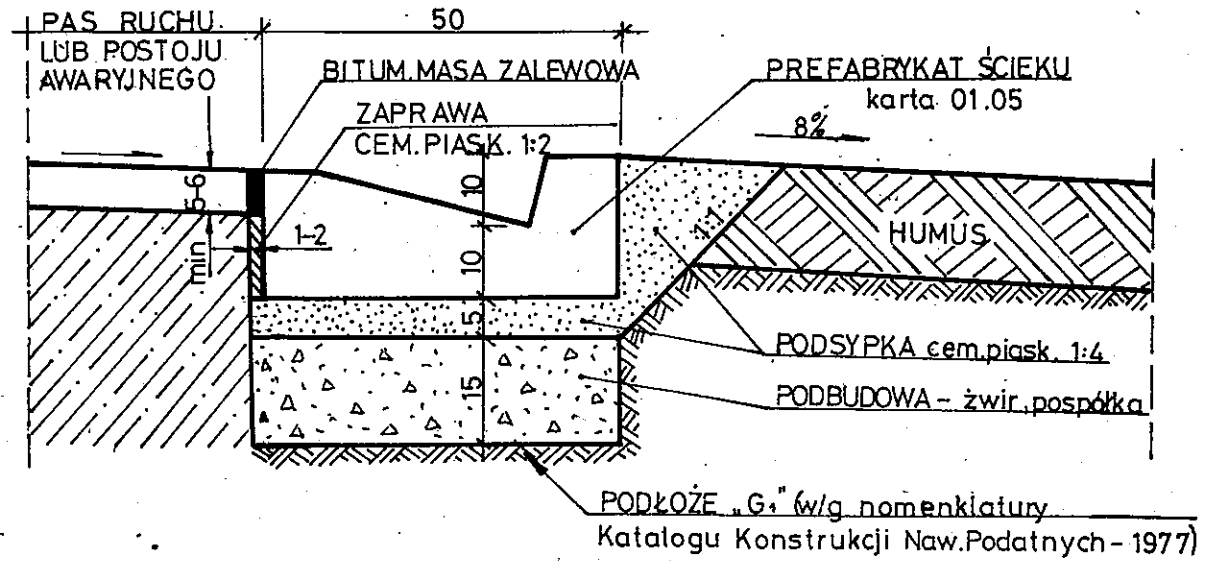 PAS RUCHU
LUB POSTOJU
AWARYJNEGO
50
BITUM.MASA ZALEWOWA
ZAPRAWA
CEM.PIASK. 1:2
PREFABRYKAT ŚCIEKU
karta 01.05
8%
min 5-6
1-2
10
10
5
15
1:1
HUMUS
PODSYPKA cem.piask. 1:4
PODBUDOWA - żwir,pospółka
PODŁOŻE „G₁" (w/g nomenklatury
Katalogu Konstrukcji Naw.Podatnych - 1977)